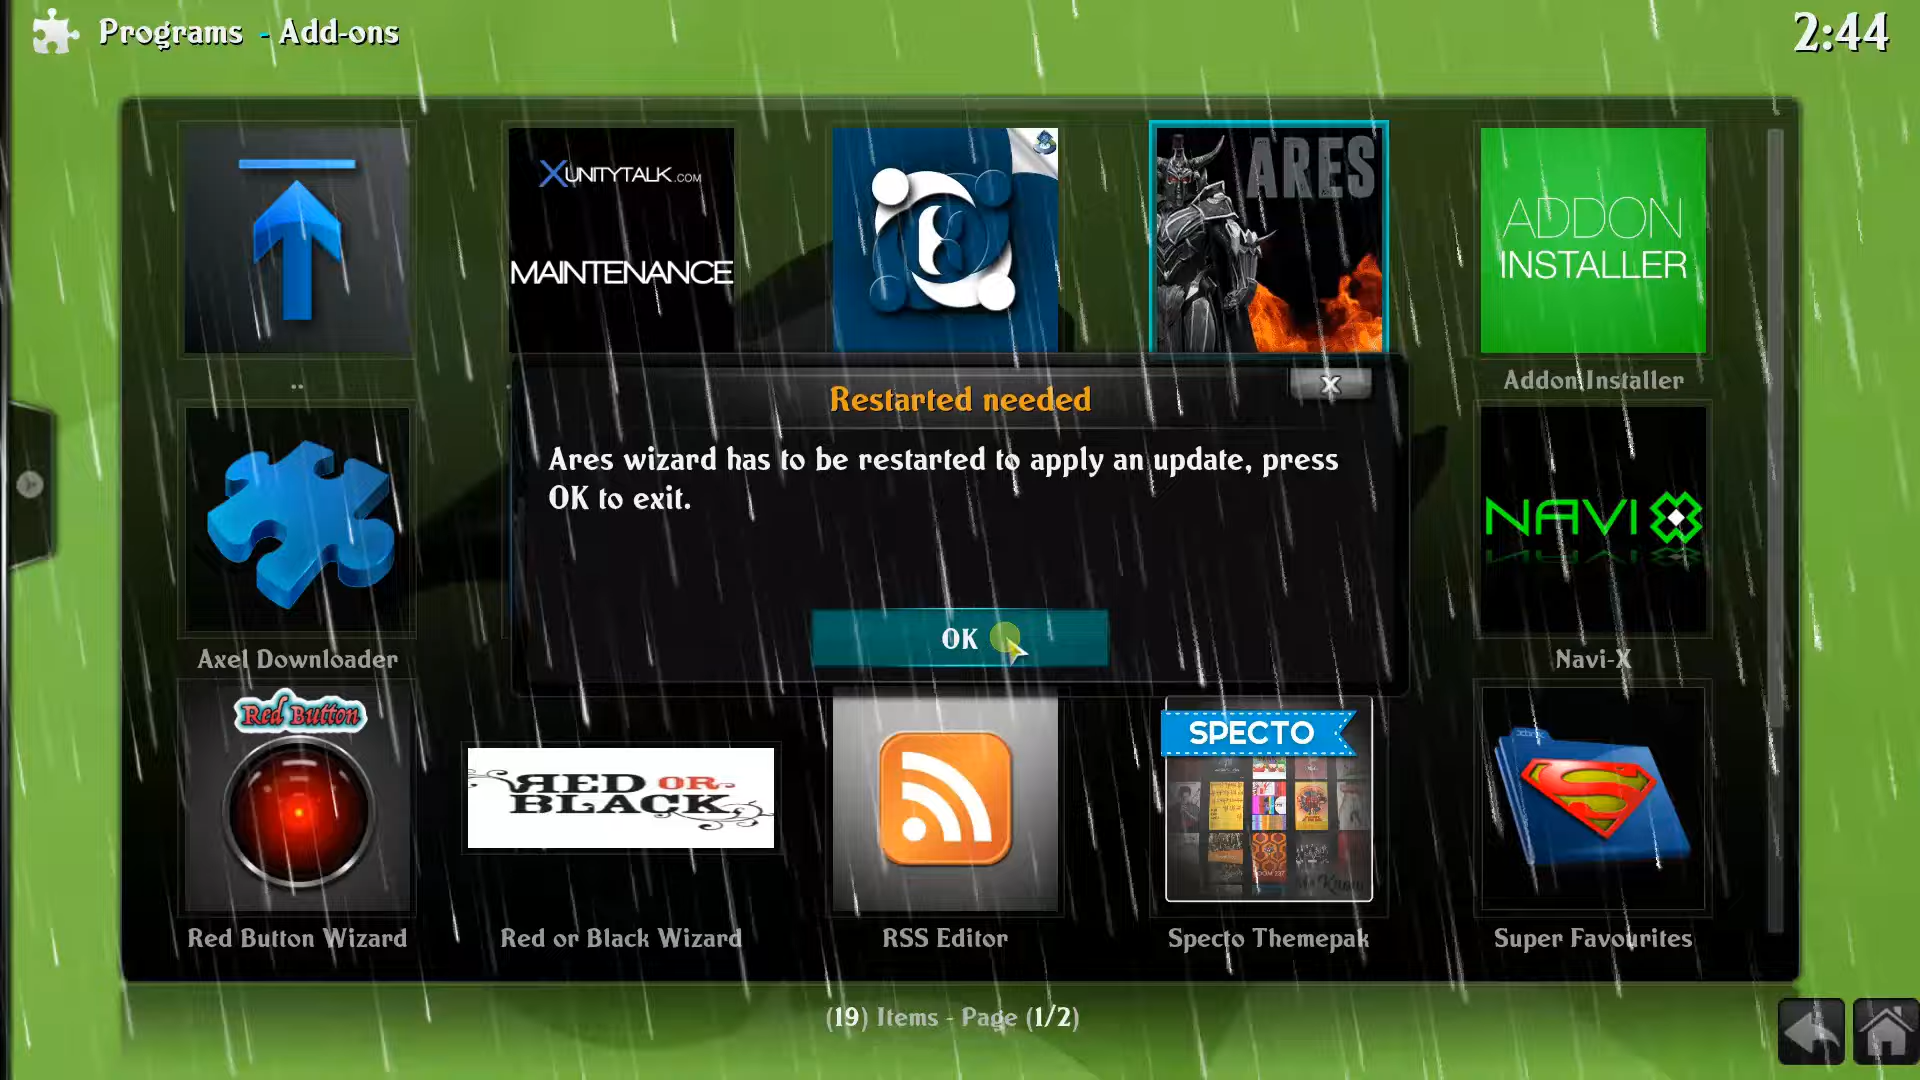 Programs - Add-ons
2:44
XUNITYTALK.COM
MAINTENANCE
ARES
ADDON
INSTALLER
..
Addon Installer
Restarted needed
X
Ares wizard has to be restarted to apply an update, press
OK to exit.
OK
NAVI X
Axel Downloader
Navi-X
Red Button
RED OR
BLACK
SPECTO
Red Button Wizard
Red or Black Wizard
RSS Editor
Specto Themepak
Super Favourites
(19) Items - Page (1/2)